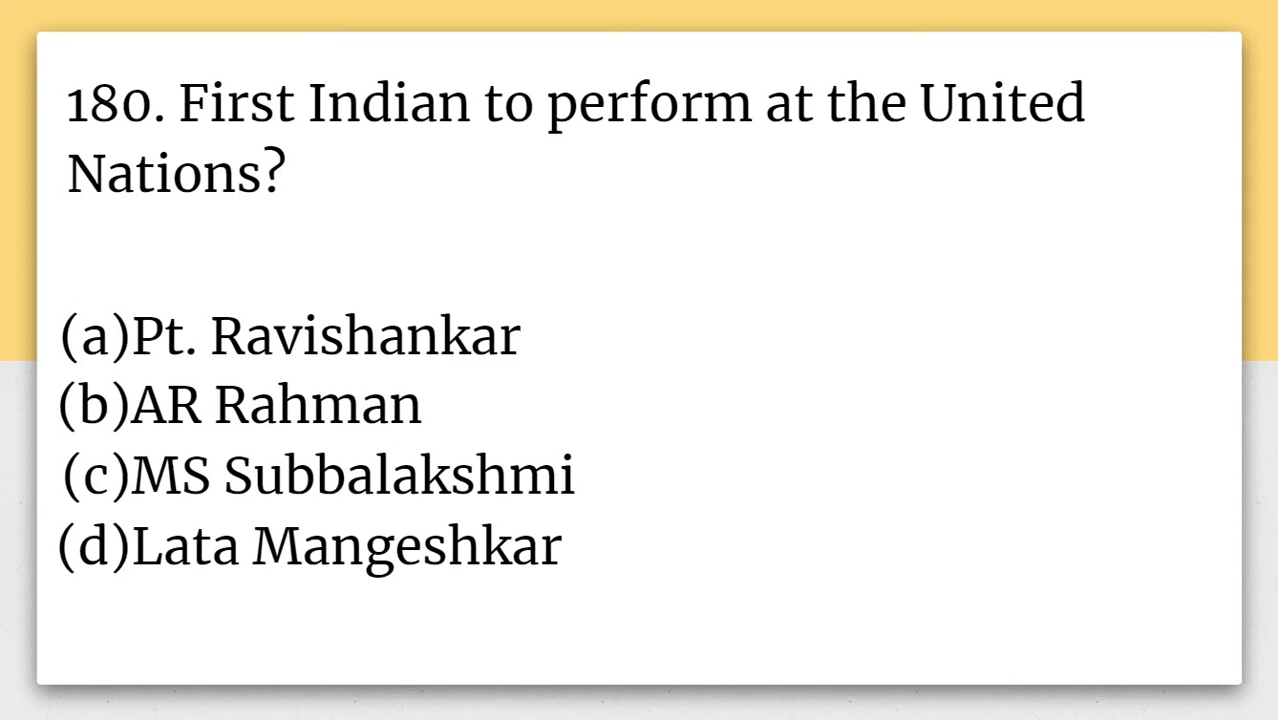 180. First Indian to perform at the United
Nations?
(a)Pt. Ravishankar
(b)AR Rahman
(c)MS Subbalakshmi
(d)Lata Mangeshkar